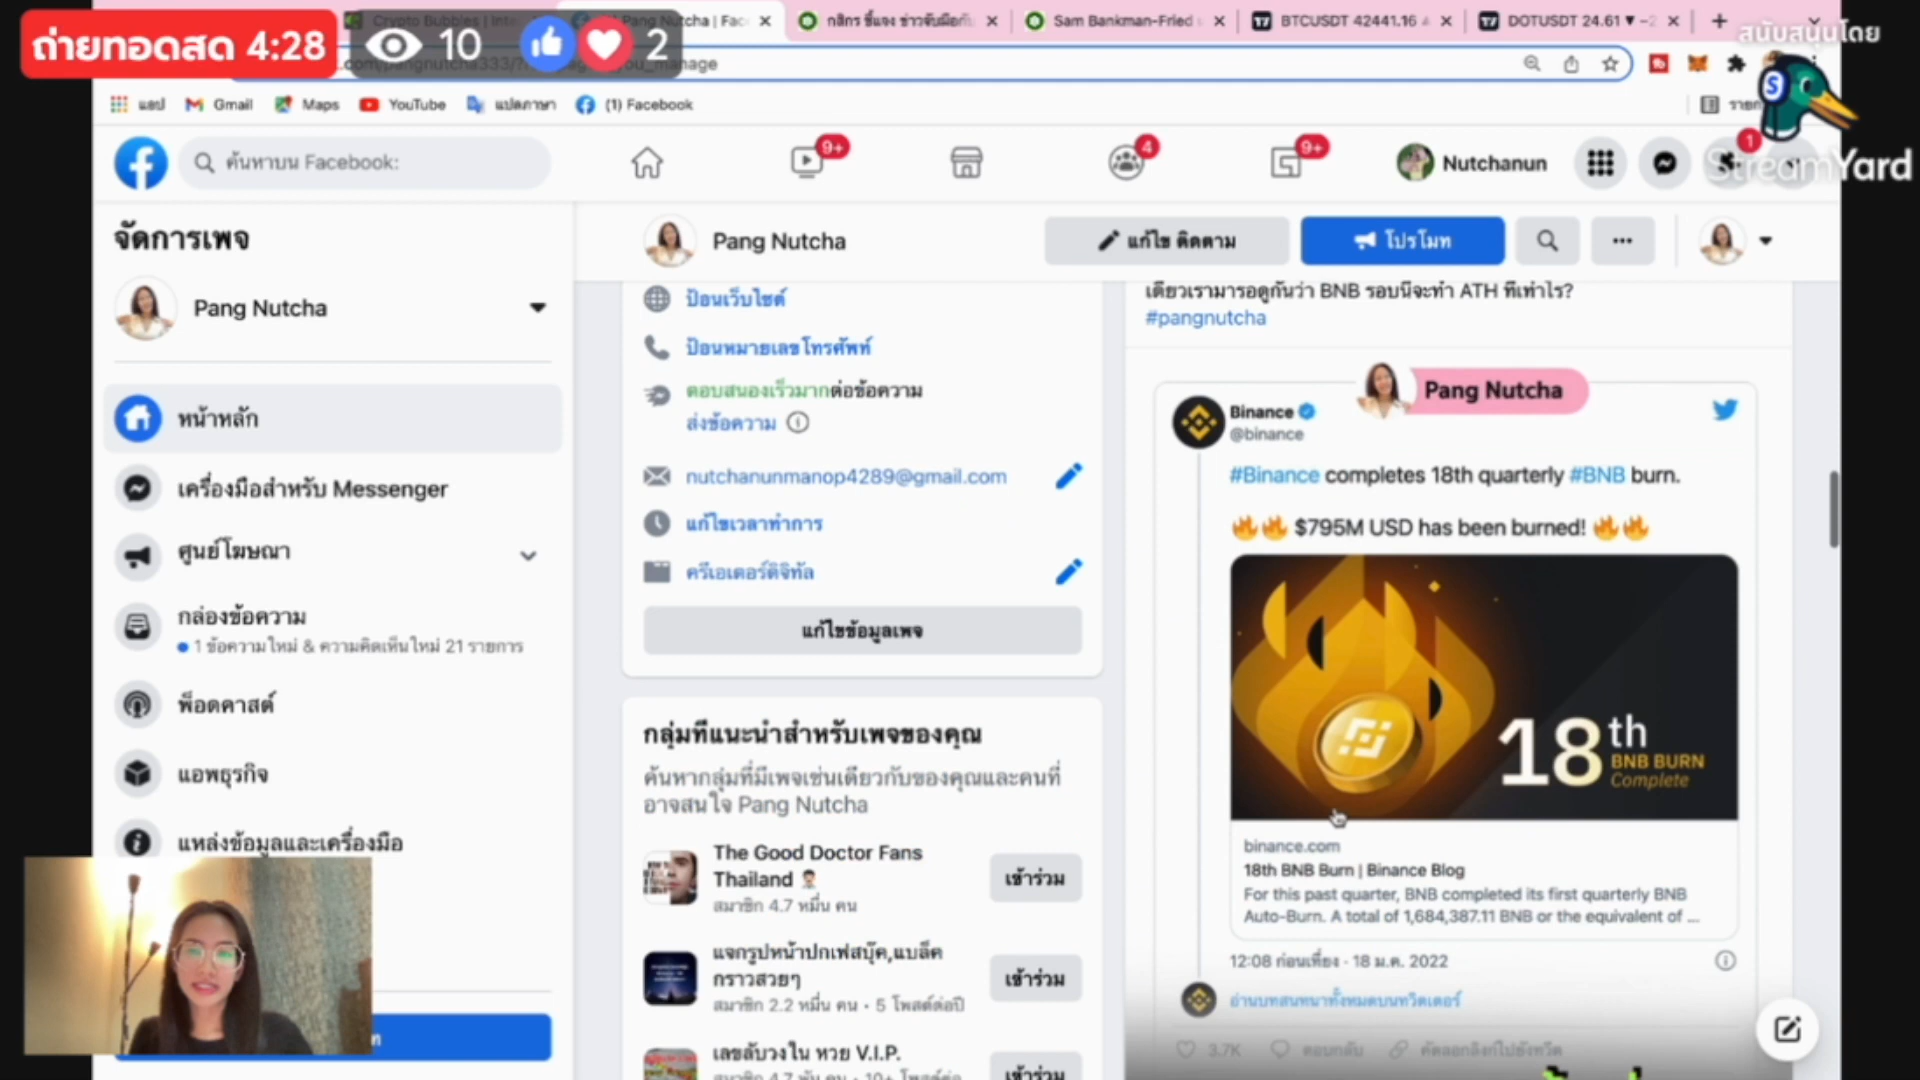 ถ่ายทอดสด 4:28
10
2
Crypto Bubbles | Inte
Pang Nutcha | Fac
Sam Bankman-Fried
BTCUSDT 42441.16
DOTUSDT 24.61 ▼ −2
สนับสนุนโดย
StreamYard
แอป
Gmail
Maps
YouTube
แปลภาษา
(1) Facebook
ค้นหาบน Facebook:
9+
4
9+
Nutchanun
1
จัดการเพจ
Pang Nutcha
หน้าหลัก
เครื่องมือสำหรับ Messenger
ศูนย์โฆษณา
กล่องข้อความ
1 ข้อความใหม่ & ความคิดเห็นใหม่ 21 รายการ
พ็อดคาสต์
แอพธุรกิจ
แหล่งข้อมูลและเครื่องมือ
Pang Nutcha
แก้ไข ติดตาม
โปรโมท
ป้อนเว็บไซต์
ป้อนหมายเลขโทรศัพท์
ตอบสนองเร็วมากต่อข้อความ
ส่งข้อความ
nutchanunmanop4289@gmail.com
แก้ไขเวลาทำการ
ครีเอเตอร์ดิจิทัล
แก้ไขข้อมูลเพจ
กลุ่มที่แนะนำสำหรับเพจของคุณ
ค้นหากลุ่มที่มีเพจเช่นเดียวกับของคุณและคนที่
อาจสนใจ Pang Nutcha
The Good Doctor Fans
Thailand
สมาชิก 4.7 หมื่น คน
เข้าร่วม
แจกรูปหน้าปกเฟสบุ๊ค,แบล็ค
กราวสวยๆ
สมาชิก 2.2 หมื่น คน • 5 โพสต์ต่อปี
เข้าร่วม
เลขลับวงใน หวย V.I.P.
เข้าร่วม
เดี๋ยวเรามารอดูกันว่า BNB รอบนี้จะทำ ATH ที่เท่าไร?
#pangnutcha
Pang Nutcha
Binance
@binance
#Binance completes 18th quarterly #BNB burn.
🔥🔥 $795M USD has been burned! 🔥🔥
18th
BNB BURN
Complete
binance.com
18th BNB Burn | Binance Blog
For this past quarter, BNB completed its first quarterly BNB
Auto-Burn. A total of 1,684,387.11 BNB or the equivalent of ...
12:08 ก่อนเที่ยง · 18 ม.ค. 2022
อ่านบทสนทนาทั้งหมดบนทวิตเตอร์
3.7K
ตอบกลับ
คัดลอกลิงก์ไปยังทวีต